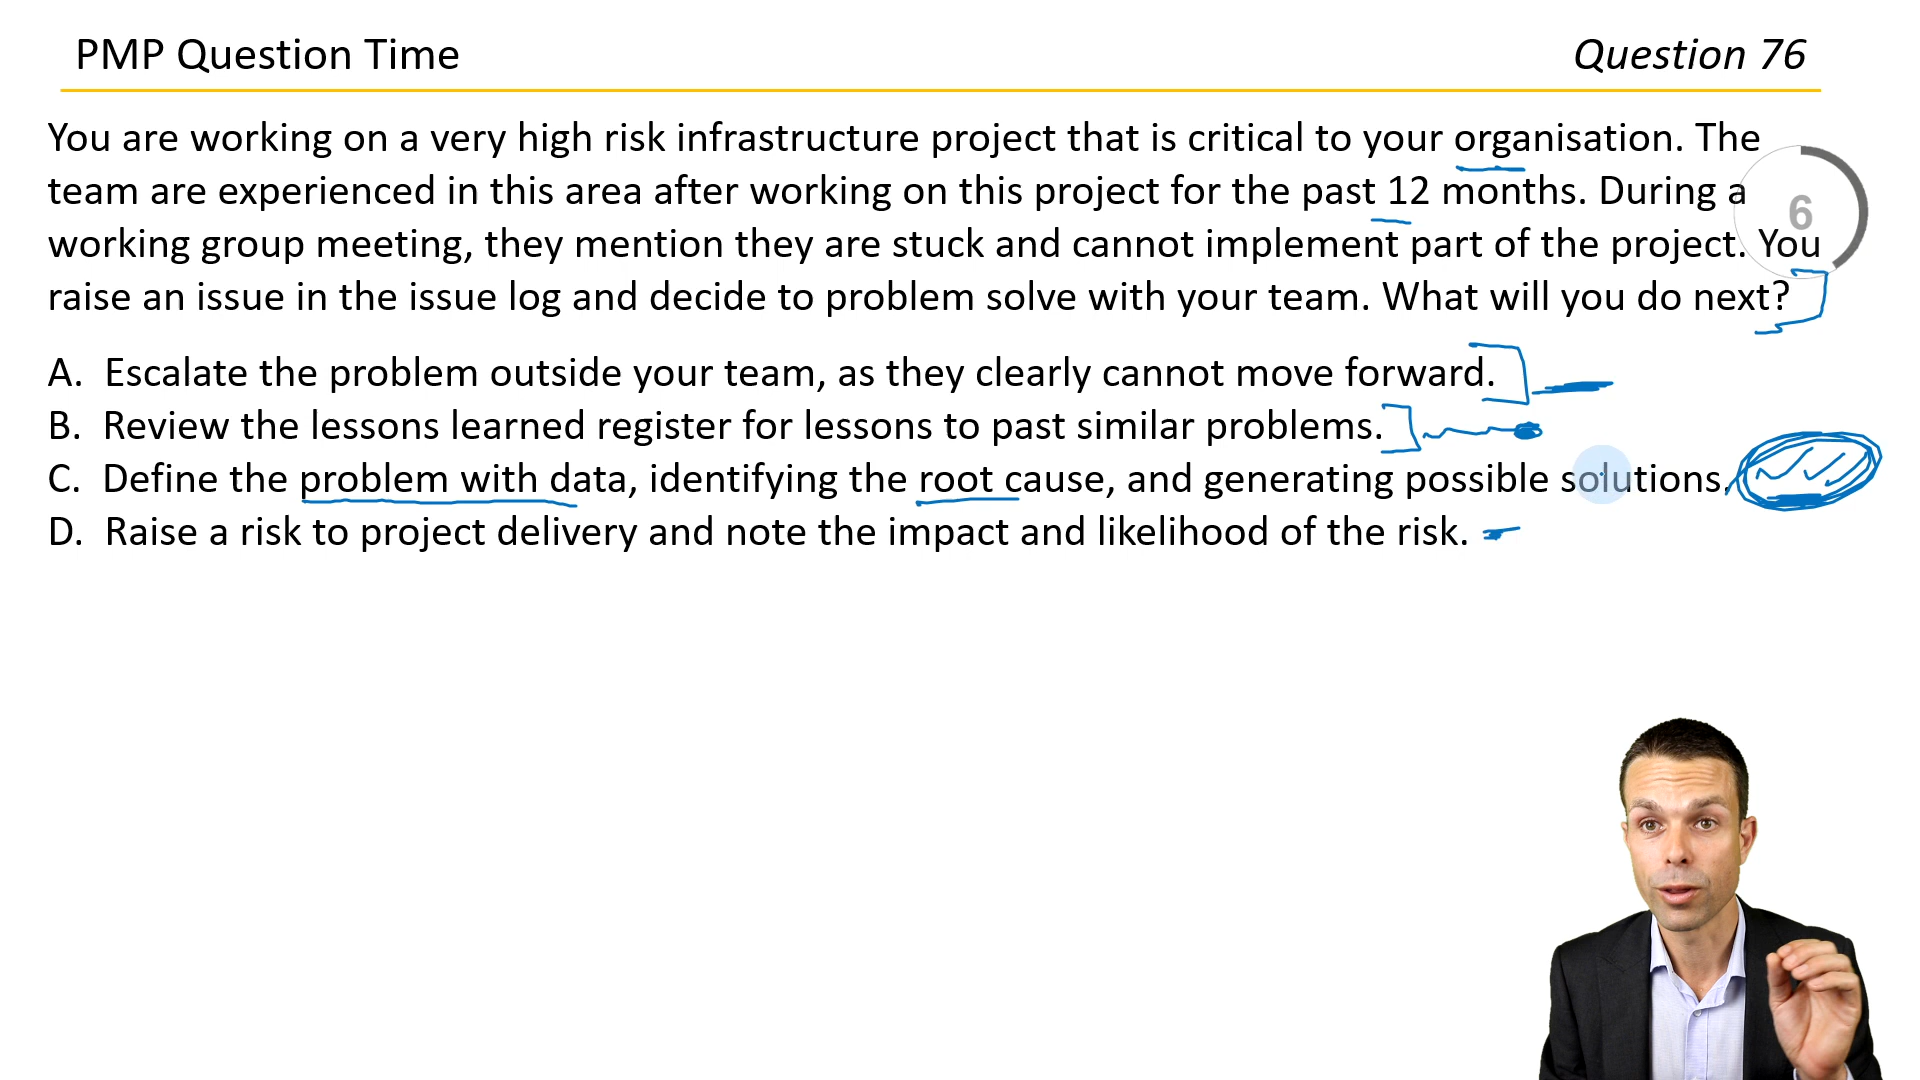 PMP Question Time
Question 76
You are working on a very high risk infrastructure project that is critical to your organisation. The
team are experienced in this area after working on this project for the past 12 months. During a
6
working group meeting, they mention they are stuck and cannot implement part of the project. You
raise an issue in the issue log and decide to problem solve with your team. What will you do next?
A. Escalate the problem outside your team, as they clearly cannot move forward.
B. Review the lessons learned register for lessons to past similar problems.
C. Define the problem with data, identifying the root cause, and generating possible solutions.
D. Raise a risk to project delivery and note the impact and likelihood of the risk.